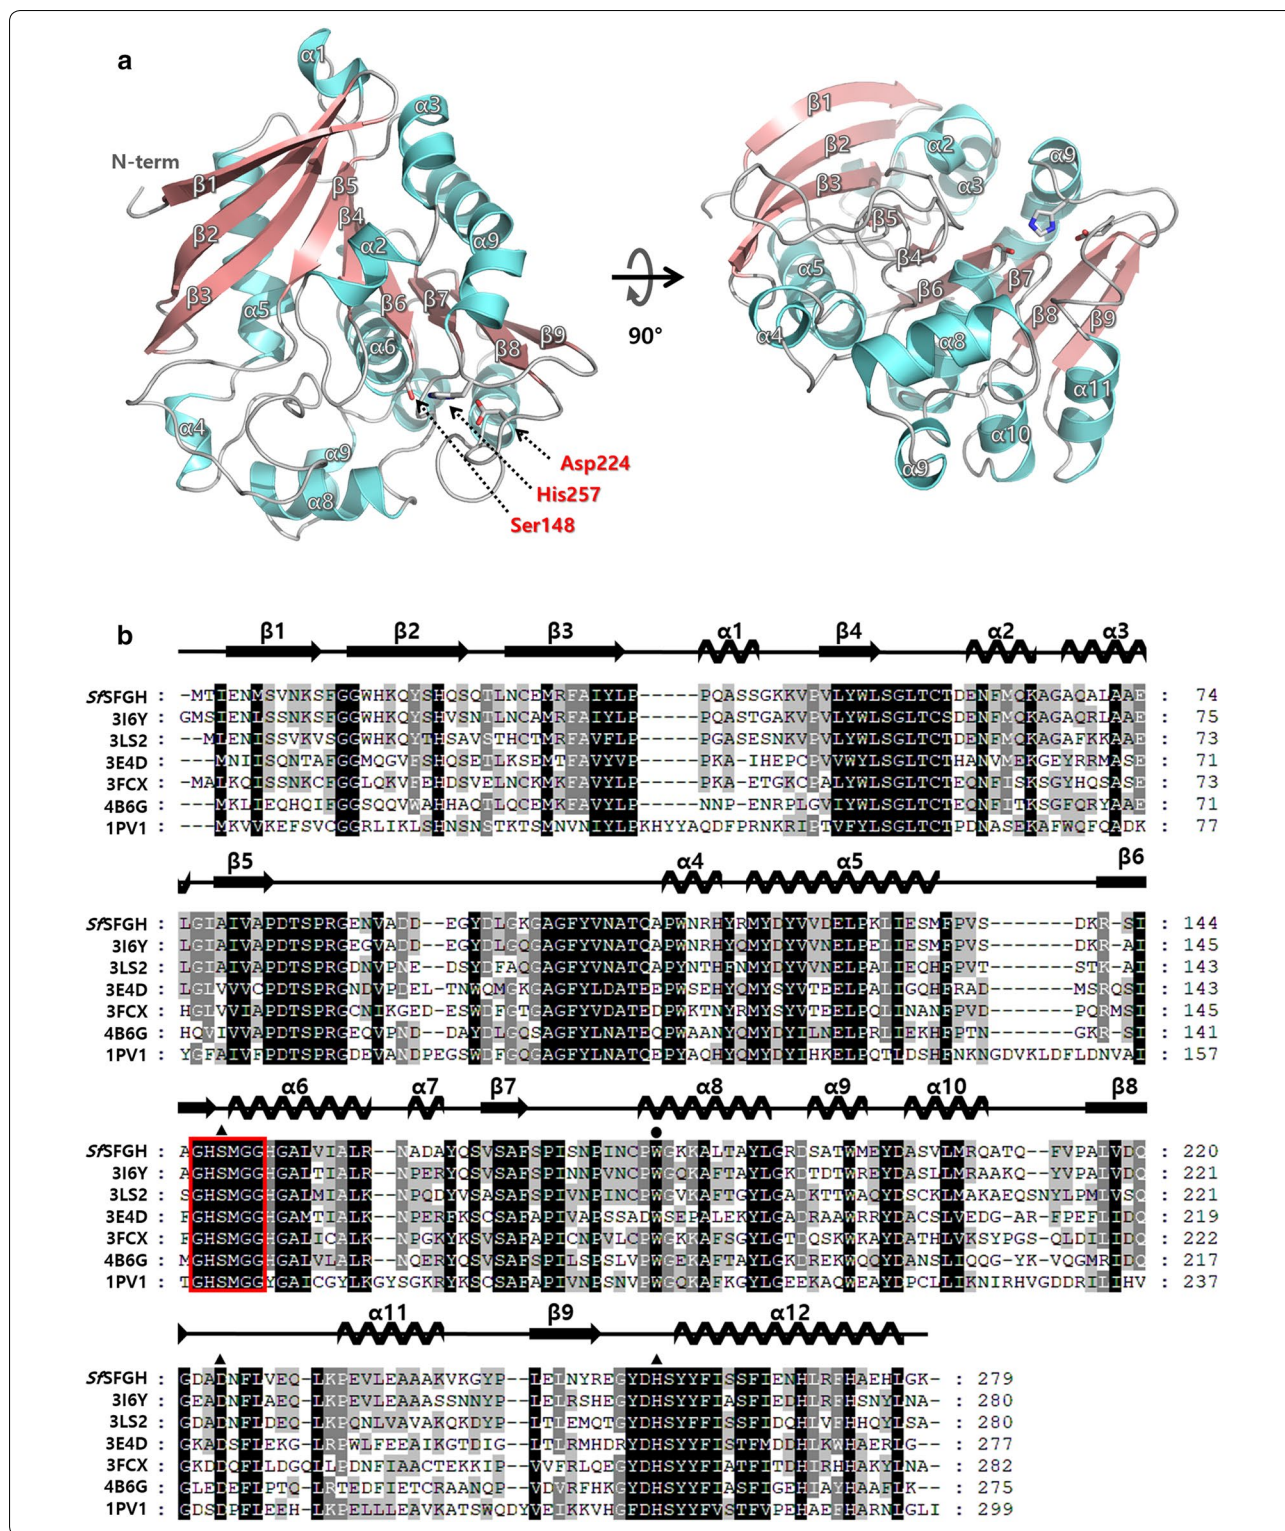 a
α1
α3
N-term
β1
β5
β2
β4
α2
α9
β3
α5
β6
β7
β9
α6
β8
α4
α9
α8
Asp224
His257
Ser148
90°
β1
β2
α2
α9
β3
α3
β5
α5
β4
β7
β6
α4
α8
β8
β9
α11
α10
α9
b
β1 β2 β3 α1 β4 α2 α3
SfSFGH : -MTIENMSVNKSFGGWHKQYSHQSQTLNCEMRFAIYLP-----PQASSGKKVPVLYWLSGLTCTDENFMQKAGAQALAAE : 74
3I6Y : GMSIENLSSNKSFGGWHKQYSHVSNTLNCAMRFAIYLP-----PQASTGAKVPVLYWLSGLTCSDENFMQKAGAQRLAAE : 75
3LS2 : --MLENISSVKVSGGWHKQYTHSAVSTHCTMRFAVFLP-----PGASESNKVPVLYWLSGLTCTDENFMQKAGAFKKAAE : 73
3E4D : ---MNIISQNTAFGGMQGVFSHQSETLKSEMTFAVYVP-----PKA-IHEPCPVVWYLSGLTCTHANVMEKGEYRRMASE : 71
3FCX : -MALKQISSNKCFGGLQKVFEHDSVELNCKMKFAVYLP-----PKA-ETGKCPALYWLSGLTCTEQNFISKSGYHQSASE : 73
4B6G : ---MKLIEQHQIFGGSQQVWAHHAQTLQCEMKFAVYLP-----NNP-ENRPLGVIYWLSGLTCTEQNFITKSGFQRYAAE : 71
1PV1 : ---MKVVKEFSVCGGRLIKLSHNSNSTKTSMNVNIYLPKHYYAQDFPRNKRIPTVFYLSGLTCTPDNASEKAFWQFQADK : 77
β5 α4 α5 β6
SfSFGH : LGIAIVAPDTSPRGENVADD--EGYDLGKGAGFYVNATQAPWNRHYRMYDYVVDELPKLIESMFPVS-------DKR-SI : 144
3I6Y : LGIAIVAPDTSPRGEGVADD--EGYDLGQGAGFYVNATQAPWNRHYQMYDYVVNELPELIESMFPVS-------DKR-AI : 145
3LS2 : LGIAIVAPDTSPRGDNVPNE--DSYDFAQGAGFYVNATQAPYNTHFNMYDYVVNELPALIEQHFPVT-------STK-AI : 143
3E4D : LGLVVVCPDTSPRGNDVPDEL-TNWQMGKGAGFYLDATEEPWSEHYQMYSYVTEELPALIGQHFRAD-------MSRQSI : 143
3FCX : HGLVVIAPDTSPRGCNIKGED-ESWDFGTGAGFYVDATEDPWKTNYRMYSYVTEELPQLINANFPVD-------PQRMSI : 145
4B6G : HQVIVVAPDTSPRGEQVPND--DAYDLGQSAGFYLNATEQPWAANYQMYDYILNELPRLIEKHFPTN-------GKR-SI : 141
1PV1 : YGFAIVFPDTSPRGDEVANDPEGSWDFGQGAGFYLNATQEPYAQHYQMYDYIHKELPQTLDSHFNKNGDVKLDFLDNVAI : 157
α6 α7 β7 α8 α9 α10 β8
SfSFGH : AGHSMGGHGALVIALR--NADAYQSVSAFSPISNPINCPWGKKALTAYLGRDSATWMEYDASVLMRQATQ--FVPALVDQ : 220
3I6Y : AGHSMGGHGALTIALR--NPERYQSVSAFSPINNPVNCPWGQKAFTAYLGKDTDTWREYDASLLMRAAKQ--YVPALVDQ : 221
3LS2 : SGHSMGGHGALMIALK--NPQDYVSASAFSPIVNPINCPWGVKAFTGYLGADKTTWAQYDSCKLMAKAEQSNYLPMLVSQ : 221
3E4D : FGHSMGGHGAMTIALK--NPERFKSCSAFAPIVAPSSADWSEPALEKYLGADRAAWRRYDACSLVEDG-AR-FPEFLIDQ : 219
3FCX : FGHSMGGHGALICALK--NPGKYKSVSAFAPICNPVLCPWGKKAFSGYLGTDQSKWKAYDATHLVKSYPGS-QLDILIDQ : 222
4B6G : MGHSMGGHGALVLALR--NQERYQSVSAFSPILSPSLVPWGEKAFTAYLGKDREKWQQYDANSLIQQG-YK-VQGMRIDQ : 217
1PV1 : TGHSMGGYGAICGYLKGYSGKRYKSCSAFAPIVNPSNVPWGQKAFKGYLGEEKAQWEAYDPCLLIKNIRHVGDDRILIHV : 237
α11 β9 α12
SfSFGH : GDADNFLVEQ-LKPEVLEAAAKVKGYP--LELNYREGYDHSYYFISSFIENHLRFHAEHLGK- : 279
3I6Y : GEADNFLAEQ-LKPEVLEAAASSNNYP--LELRSHEGYDHSYYFIASFIEDHLRFHSNYLNA- : 280
3LS2 : GDADNFLDEQ-LKPQNLVAVAKQKDYP--LTLEMQTGYDHSYFFISSFIDQHLVFHHQYLSA- : 280
3E4D : GKADSFLEKG-LRPWLFEEAIKGTDIG--LTLRMHDRYDHSYYFISTFMDDHLKWHAERLG-- : 277
3FCX : GKDDQFLLDGQLLPDNFIAACTEKKIP--VVFRLQEGYDHSYYFIATFITDHIRHHAKYLNA- : 282
4B6G : GLEDEFLPTQ-LRTEDFIETCRAANQP--VDVRFHKGYDHSYYFIASFIGEHIAYHAAFLK-- : 275
1PV1 : GDSDPFLEEH-LKPELLLEAVKATSWQDYVEIKKVHGFDHSYYFVSTFVPEHAEFHARNLGLI : 299